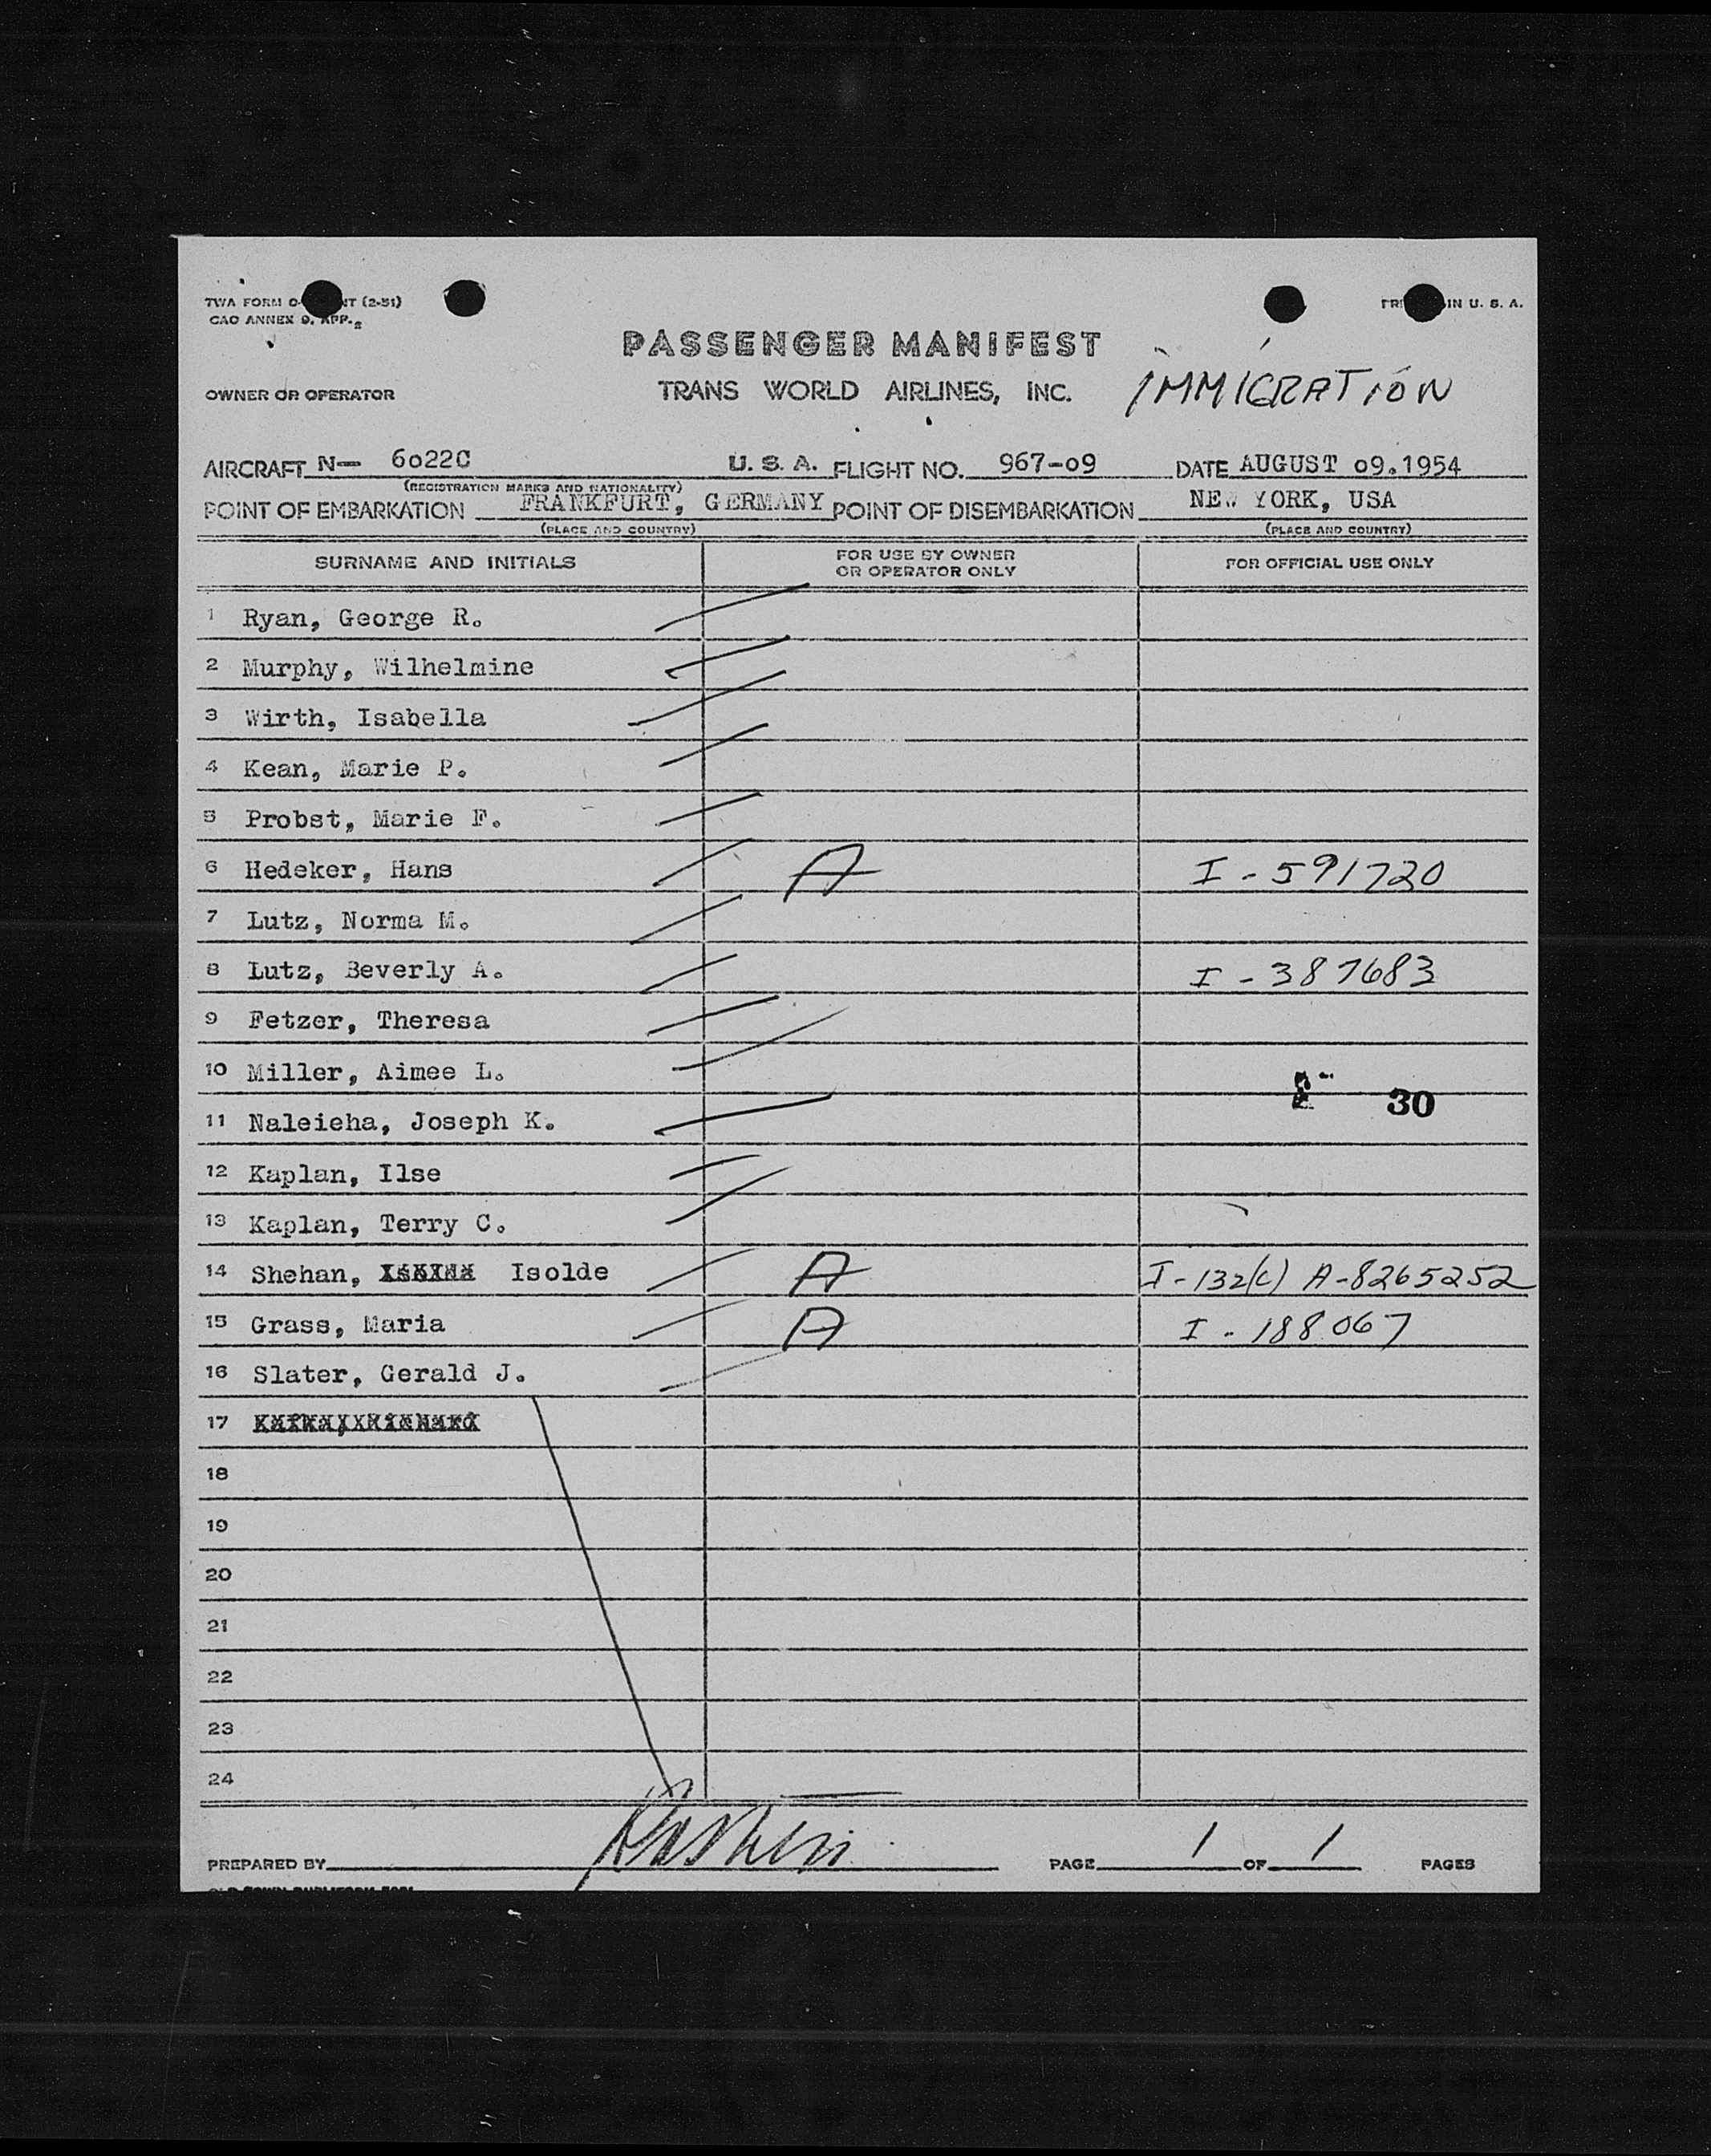 TWA FORM O- NT (2-51) IN U. S. A.
CAO ANNEX 9, APP. 2
PASSENGER MANIFEST
OWNER OR OPERATOR TRANS WORLD AIRLINES, INC. IMMIGRATION
AIRCRAFT N— 6022C U. S. A. FLIGHT NO. 967-09 DATE AUGUST 09.1954
(REGISTRATION MARKS AND NATIONALITY)
POINT OF EMBARKATION FRANKFURT, GERMANY POINT OF DISEMBARKATION NEW YORK, USA
(PLACE AND COUNTRY) (PLACE AND COUNTRY)
SURNAME AND INITIALS FOR USE BY OWNER OR OPERATOR ONLY FOR OFFICIAL USE ONLY
1 Ryan, George R.
2 Murphy, Wilhelmine
3 Wirth, Isabella
4 Kean, Marie P.
5 Probst, Marie F.
6 Hedeker, Hans A I - 591720
7 Lutz, Norma M.
8 Lutz, Beverly A. I - 387683
9 Fetzer, Theresa
10 Miller, Aimee L.
30
11 Naleieha, Joseph K.
12 Kaplan, Ilse
13 Kaplan, Terry C.
14 Shehan, Isolde A I-132(c) A-8265252
15 Grass, Maria A I - 188067
16 Slater, Gerald J.
17
18
19
20
21
22
23
24
PREPARED BY PAGE 1 OF 1 PAGES